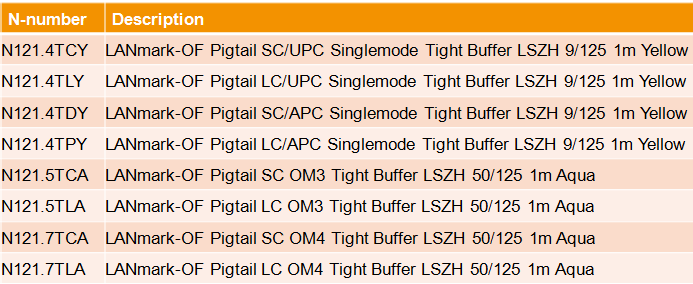 N-number Description
N121.4TCY LANmark-OF Pigtail SC/UPC Singlemode Tight Buffer LSZH 9/125 1m Yellow
N121.4TLY LANmark-OF Pigtail LC/UPC Singlemode Tight Buffer LSZH 9/125 1m Yellow
N121.4TDY LANmark-OF Pigtail SC/APC Singlemode Tight Buffer LSZH 9/125 1m Yellow
N121.4TPY LANmark-OF Pigtail LC/APC Singlemode Tight Buffer LSZH 9/125 1m Yellow
N121.5TCA LANmark-OF Pigtail SC OM3 Tight Buffer LSZH 50/125 1m Aqua
N121.5TLA LANmark-OF Pigtail LC OM3 Tight Buffer LSZH 50/125 1m Aqua
N121.7TCA LANmark-OF Pigtail SC OM4 Tight Buffer LSZH 50/125 1m Aqua
N121.7TLA LANmark-OF Pigtail LC OM4 Tight Buffer LSZH 50/125 1m Aqua